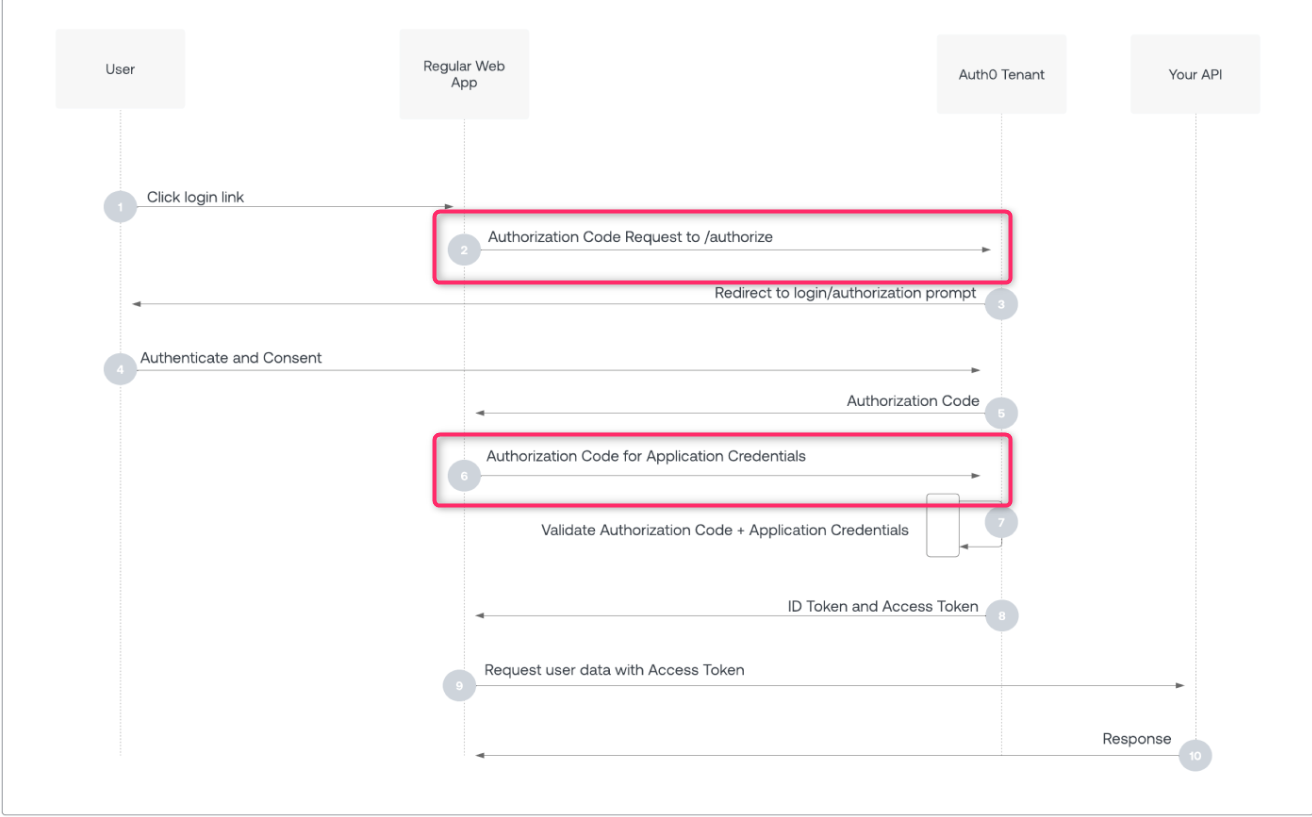 User
Regular Web
App
Auth0 Tenant
Your API
Click login link
1
Authorization Code Request to /authorize
2
Redirect to login/authorization prompt
3
Authenticate and Consent
4
Authorization Code
5
Authorization Code for Application Credentials
6
7
Validate Authorization Code + Application Credentials
ID Token and Access Token
8
Request user data with Access Token
9
Response
10